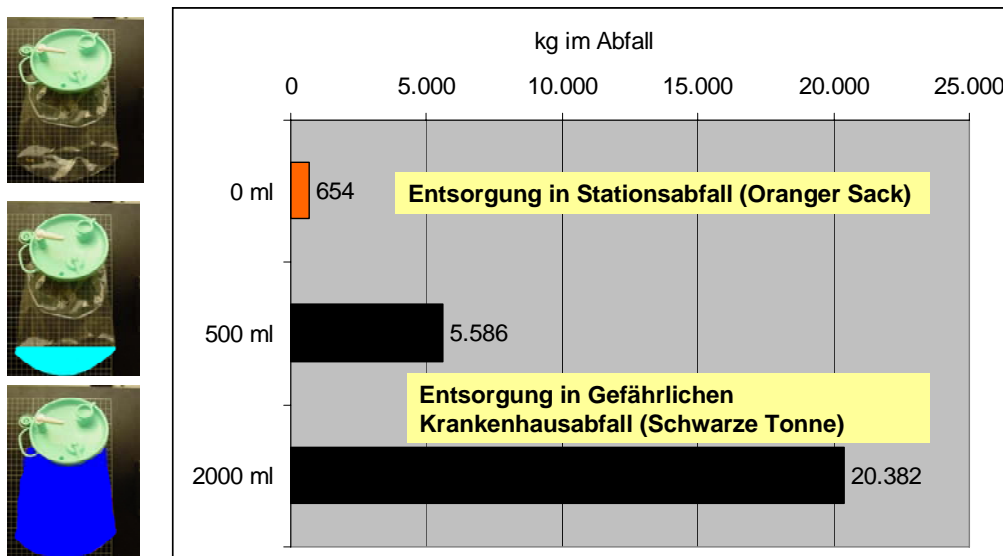 kg im Abfall
0 5.000 10.000 15.000 20.000 25.000
0 ml 654 Entsorgung in Stationsabfall (Oranger Sack)
500 ml 5.586
Entsorgung in Gefährlichen
Krankenhausabfall (Schwarze Tonne)
2000 ml 20.382